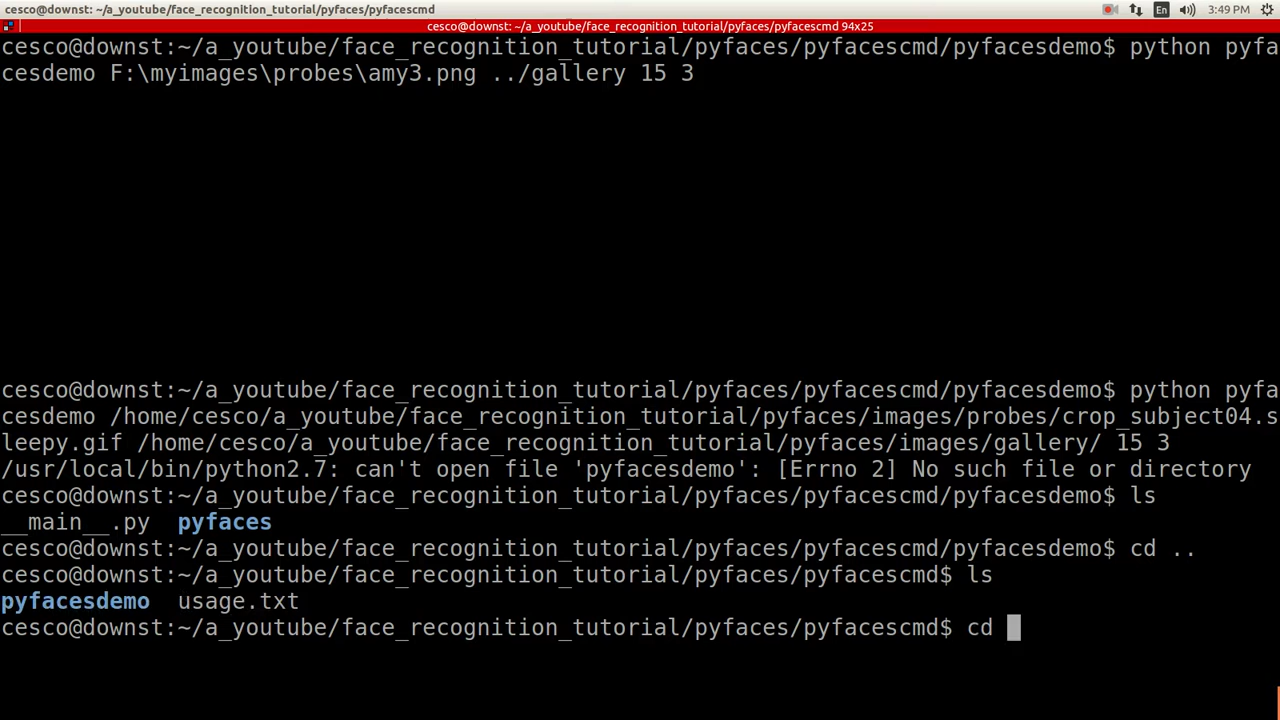 cesco@downst: ~/a_youtube/face_recognition_tutorial/pyfaces/pyfacescmd
En
3:49 PM
cesco@downst:~/a_youtube/face_recognition_tutorial/pyfaces/pyfacescmd 94x25
cesco@downst:~/a_youtube/face_recognition_tutorial/pyfaces/pyfacescmd/pyfacesdemo$ python pyfa
cesdemo F:\myimages\probes\amy3.png ../gallery 15 3
cesco@downst:~/a_youtube/face_recognition_tutorial/pyfaces/pyfacescmd/pyfacesdemo$ python pyfa
cesdemo /home/cesco/a_youtube/face_recognition_tutorial/pyfaces/images/probes/crop_subject04.s
leepy.gif /home/cesco/a_youtube/face_recognition_tutorial/pyfaces/images/gallery/ 15 3
/usr/local/bin/python2.7: can't open file 'pyfacesdemo': [Errno 2] No such file or directory
cesco@downst:~/a_youtube/face_recognition_tutorial/pyfaces/pyfacescmd/pyfacesdemo$ ls
__main__.py  pyfaces
cesco@downst:~/a_youtube/face_recognition_tutorial/pyfaces/pyfacescmd/pyfacesdemo$ cd ..
cesco@downst:~/a_youtube/face_recognition_tutorial/pyfaces/pyfacescmd$ ls
pyfacesdemo  usage.txt
cesco@downst:~/a_youtube/face_recognition_tutorial/pyfaces/pyfacescmd$ cd